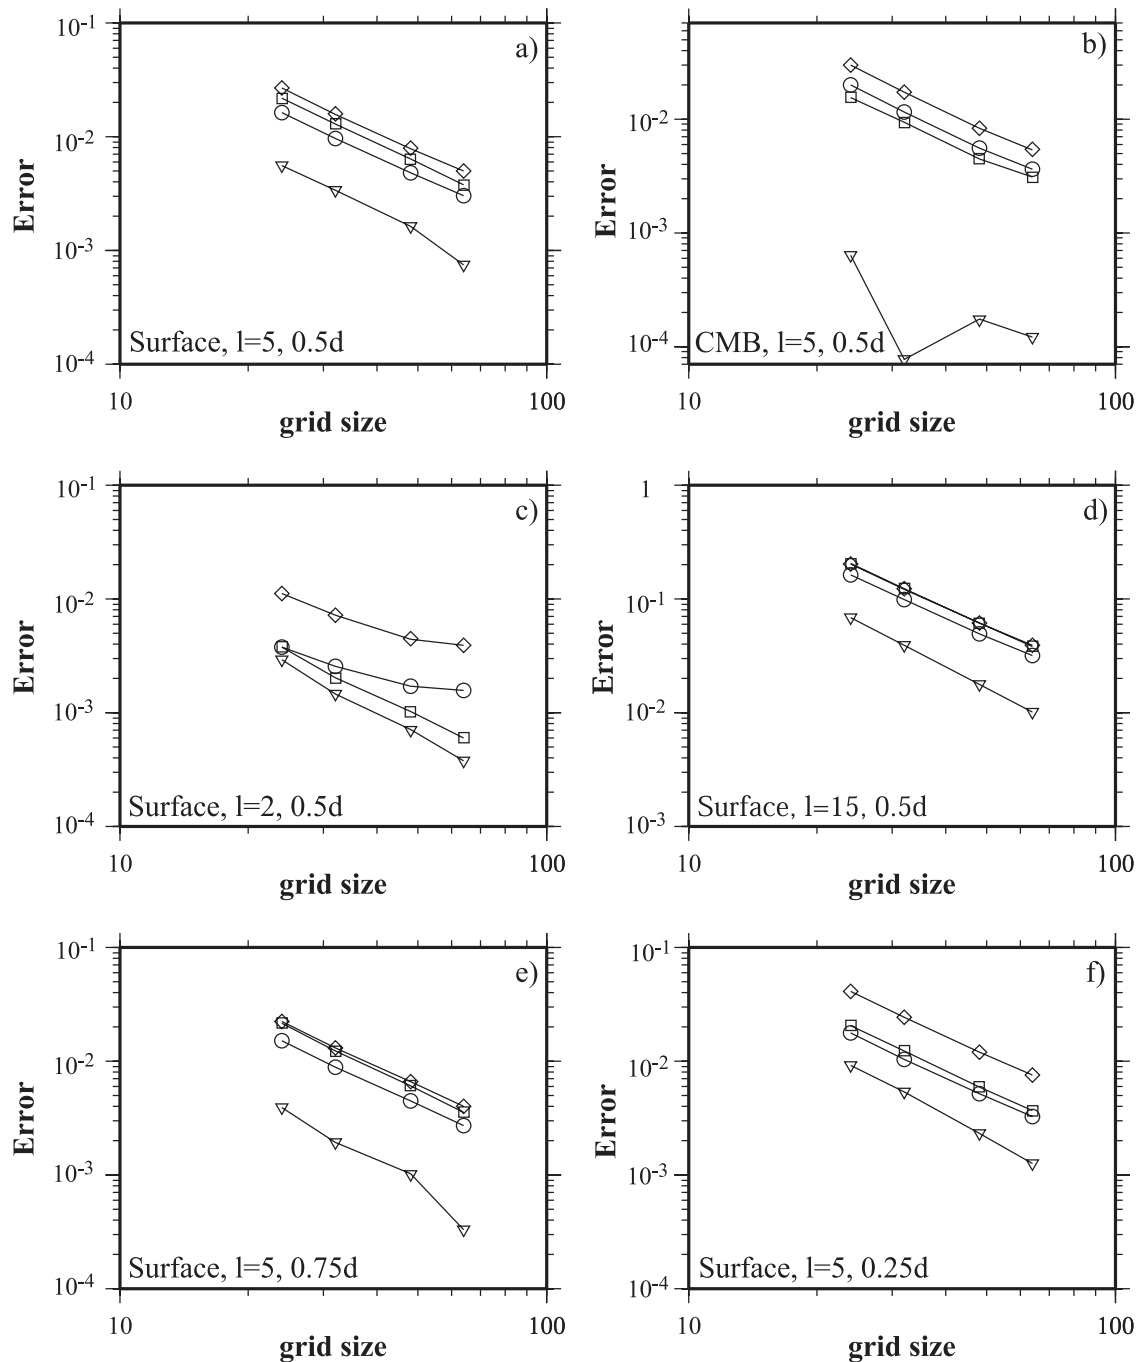 10-1
a)
10-2
Error
10-3
Surface, l=5, 0.5d
10-4
10
100
grid size
b)
10-2
Error
10-3
10-4
CMB, l=5, 0.5d
10
100
grid size
10-1
c)
10-2
Error
10-3
Surface, l=2, 0.5d
10-4
10
100
grid size
1
d)
10-1
Error
10-2
Surface, l=15, 0.5d
10-3
10
100
grid size
10-1
e)
10-2
Error
10-3
Surface, l=5, 0.75d
10-4
10
100
grid size
10-1
f)
10-2
Error
10-3
Surface, l=5, 0.25d
10-4
10
100
grid size